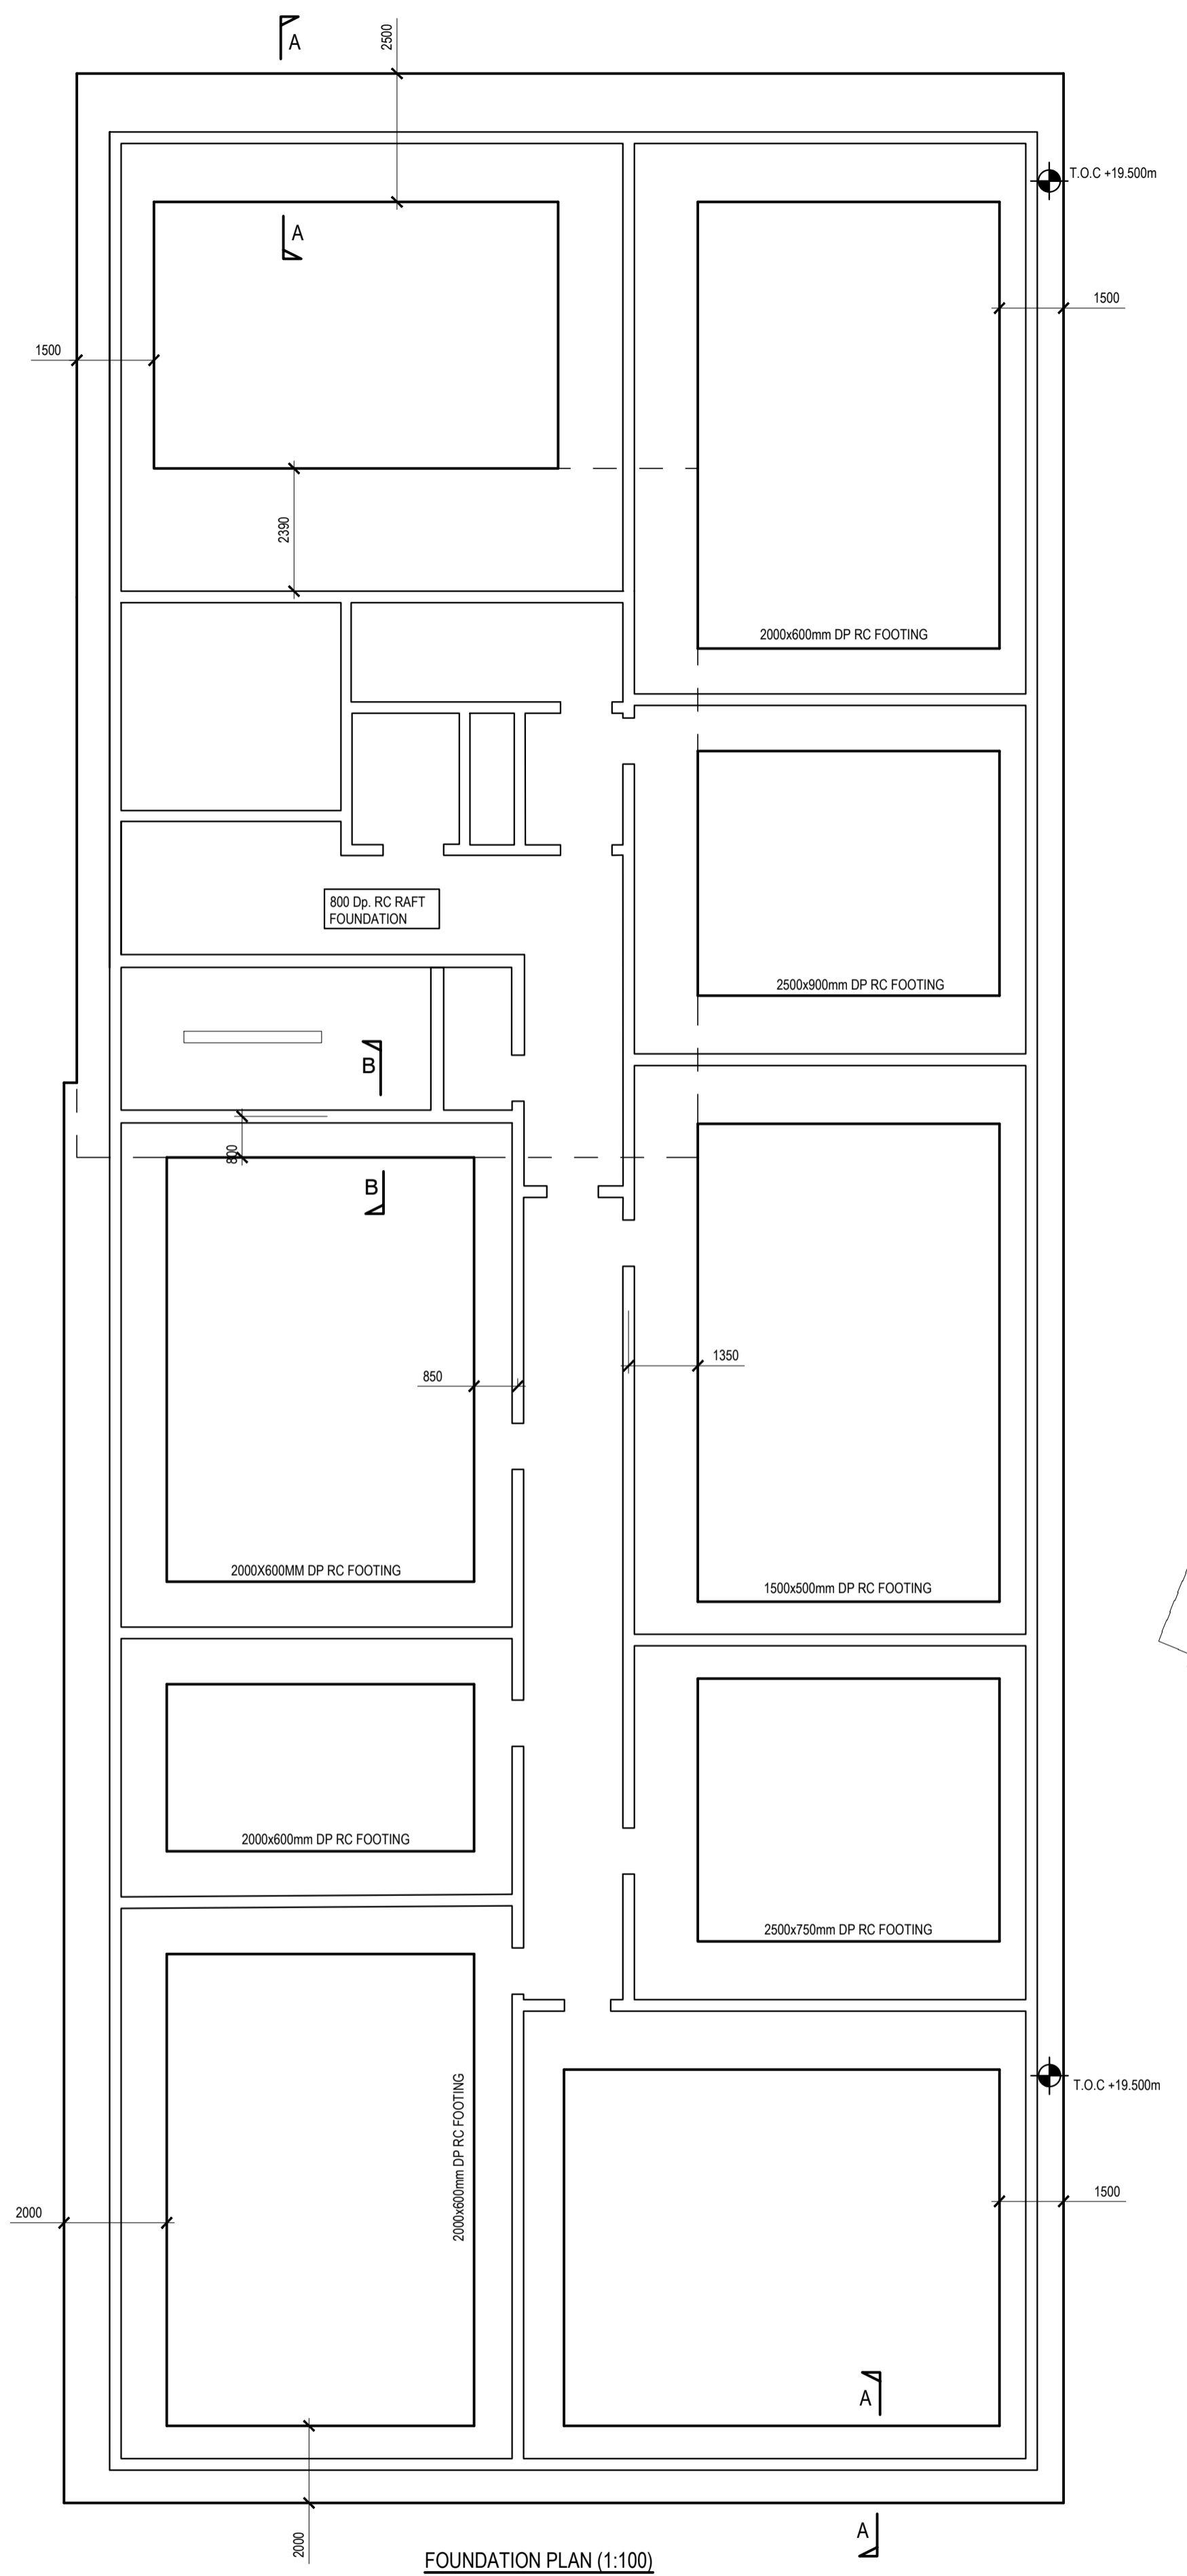 A
2500
T.O.C +19.500m
A
1500
1500
2390
2000x600mm DP RC FOOTING
800 Dp. RC RAFT
FOUNDATION
2500x900mm DP RC FOOTING
B
800
B
1350
850
2000X600MM DP RC FOOTING
1500x500mm DP RC FOOTING
2000x600mm DP RC FOOTING
2500x750mm DP RC FOOTING
2000x600mm DP RC FOOTING
T.O.C +19.500m
1500
2000
A
A
2000
FOUNDATION PLAN (1:100)